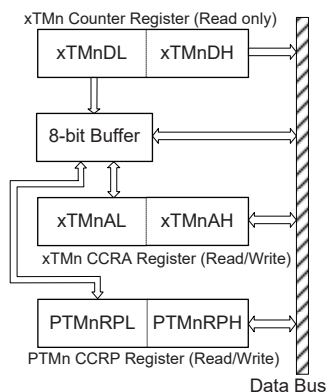 xTMn Counter Register (Read only)
xTMnDL xTMnDH
8-bit Buffer
xTMnAL xTMnAH
xTMn CCRA Register (Read/Write)
PTMnRPL PTMnRPH
PTMn CCRP Register (Read/Write)
Data Bus